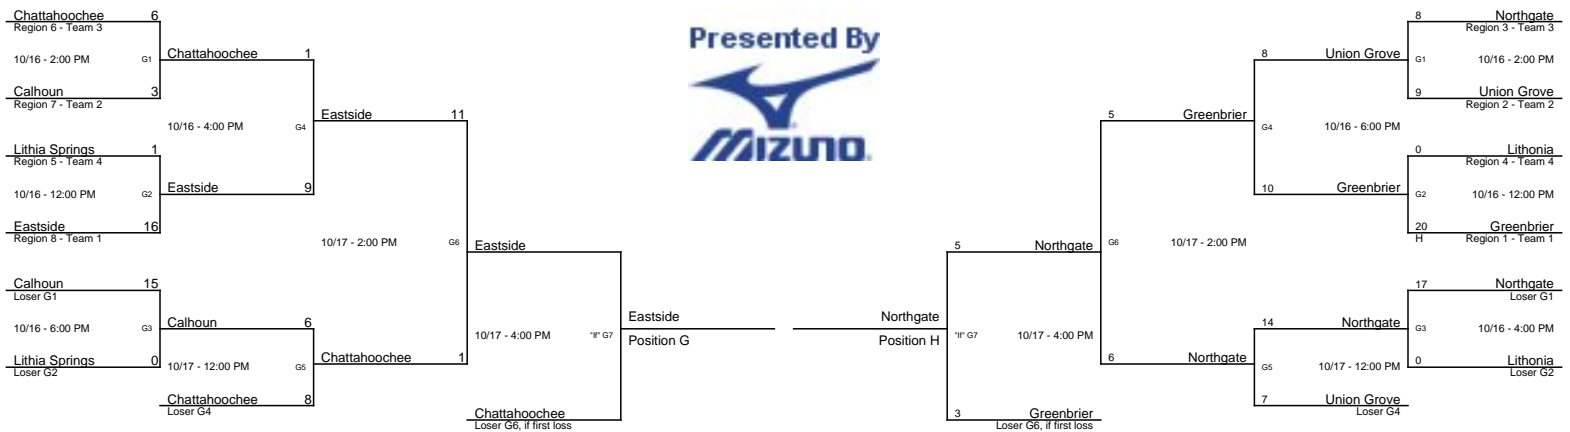 Chattahoochee 6
Region 6 - Team 3
10/16 - 2:00 PM G1
Calhoun 3
Region 7 - Team 2
Chattahoochee 1
10/16 - 4:00 PM G4
Lithia Springs 1
Region 5 - Team 4
10/16 - 12:00 PM G2
Eastside 16
Region 8 - Team 1
Eastside 9
Eastside 11
10/17 - 2:00 PM G6
Calhoun 15
Loser G1
10/16 - 6:00 PM G3
Lithia Springs 0
Loser G2
Calhoun 6
10/17 - 12:00 PM G5
Chattahoochee 8
Loser G4
Chattahoochee 1
Eastside
10/17 - 4:00 PM "If" G7
Chattahoochee
Loser G6, if first loss
Eastside
Position G
Presented By
MIZUNO
Northgate
Position H
5 Northgate
"If" G7 10/17 - 4:00 PM
3 Greenbrier
Loser G6, if first loss
5 Greenbrier
G6 10/17 - 2:00 PM
6 Northgate
8 Union Grove
G4 10/16 - 6:00 PM
10 Greenbrier
8 Northgate
Region 3 - Team 3
G1 10/16 - 2:00 PM
9 Union Grove
Region 2 - Team 2
0 Lithonia
Region 4 - Team 4
G2 10/16 - 12:00 PM
20 Greenbrier
H Region 1 - Team 1
14 Northgate
G5 10/17 - 12:00 PM
7 Union Grove
Loser G4
17 Northgate
Loser G1
G3 10/16 - 4:00 PM
0 Lithonia
Loser G2